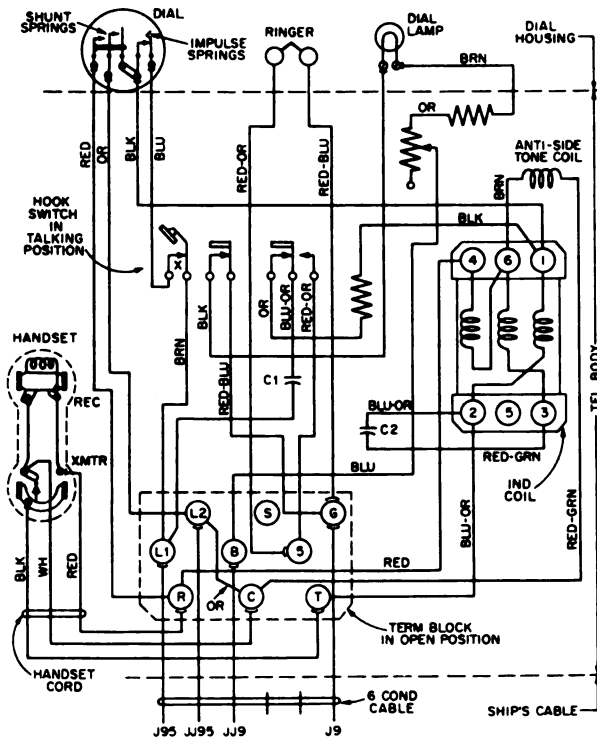 SHUNT
SPRINGS
DIAL
IMPULSE
SPRINGS
RINGER
DIAL
LAMP
DIAL
HOUSING
BRN
OR
RED
OR
BLK
BLU
RED-OR
RED-BLU
ANTI-SIDE
TONE COIL
BRN
HOOK
SWITCH
IN
TALKING
POSITION
BLK
4
6
1
X
BLK
OR
BLU-OR
RED-OR
BRN
RED-BLU
C1
HANDSET
REC
XMTR
TEL BODY
BLU-OR
C2
2
5
3
RED-GRN
IND
COIL
BLU
BLU-OR
RED-GRN
L2
S
G
L1
B
5
RED
R
OR
C
T
BLK
WH
RED
TERM BLOCK
IN OPEN POSITION
HANDSET
CORD
6 COND
CABLE
SHIP'S CABLE
J95
JJ95
JJ9
J9